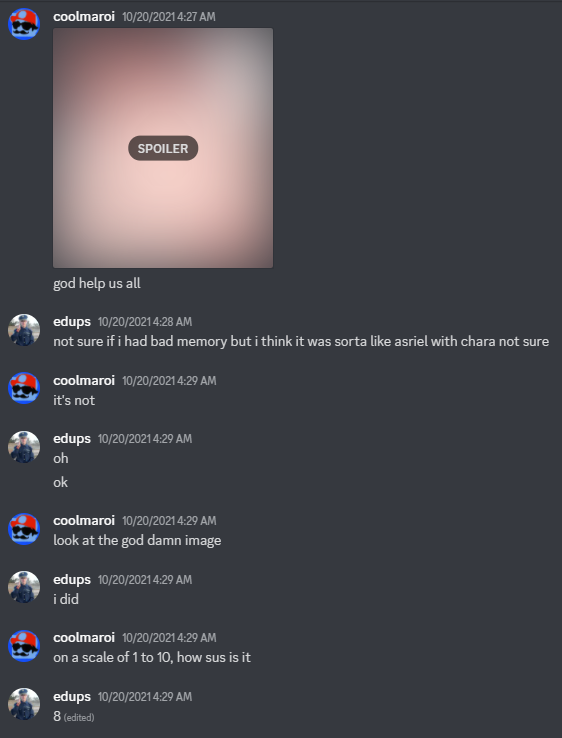 coolmaroi 10/20/2021 4:27 AM
SPOILER
god help us all
edups 10/20/2021 4:28 AM
not sure if i had bad memory but i think it was sorta like asriel with chara not sure
coolmaroi 10/20/2021 4:29 AM
it's not
edups 10/20/2021 4:29 AM
oh
ok
coolmaroi 10/20/2021 4:29 AM
look at the god damn image
edups 10/20/2021 4:29 AM
i did
coolmaroi 10/20/2021 4:29 AM
on a scale of 1 to 10, how sus is it
edups 10/20/2021 4:29 AM
8 (edited)